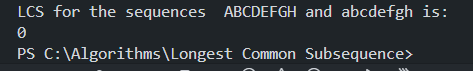 LCS for the sequences  ABCDEFGH and abcdefgh is:
0
PS C:\Algorithms\Longest Common Subsequence>